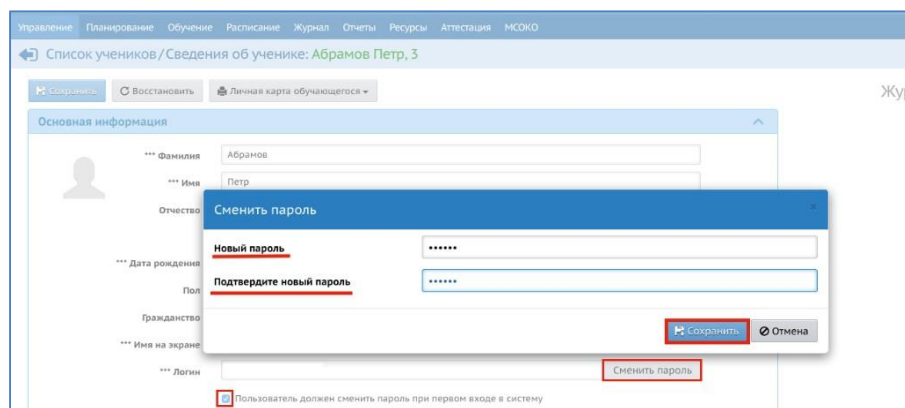 Управление Планирование Обучение Расписание Журнал Отчеты Ресурсы Аттестация МСОКО
Список учеников / Сведения об ученике: Абрамов Петр, 3
Сохранить Восстановить Личная карта обучающегося
Жур
Основная информация
*** Фамилия Абрамов
*** Имя Петр
Отчество
Сменить пароль
Новый пароль ••••••
*** Дата рождения
Подтвердите новый пароль ••••••
Пол
Гражданство
Сохранить Отмена
*** Имя на экране
*** Логин Сменить пароль
Пользователь должен сменить пароль при первом входе в систему